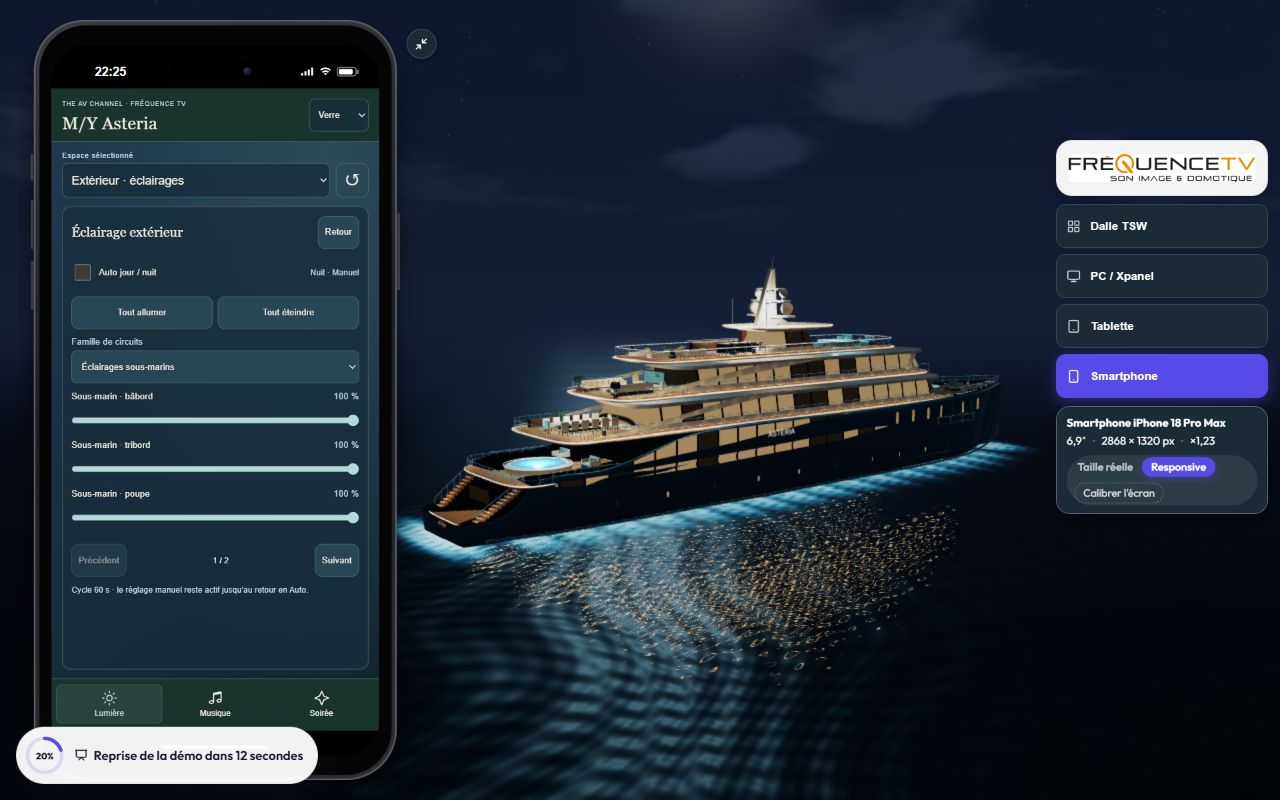 22:25
THE AV CHANNEL · FRÉQUENCE TV
M/Y Asteria
Verre
Espace sélectionné
Extérieur · éclairages
Éclairage extérieur
Retour
Auto jour / nuit
Nuit · Manuel
Tout allumer
Tout éteindre
Famille de circuits
Éclairages sous-marins
Sous-marin · bâbord
100 %
Sous-marin · tribord
100 %
Sous-marin · poupe
100 %
Précédent
1 / 2
Suivant
Cycle 60 s · le réglage manuel reste actif jusqu'au retour en Auto.
Lumière
Musique
Soirée
20%
Reprise de la démo dans 12 secondes
ASTERIA
FRÉQUENCETV
SON IMAGE & DOMOTIQUE
Dalle TSW
PC / Xpanel
Tablette
Smartphone
Smartphone iPhone 18 Pro Max
6,9″ · 2868 × 1320 px · ×1,23
Taille réelle
Responsive
Calibrer l'écran